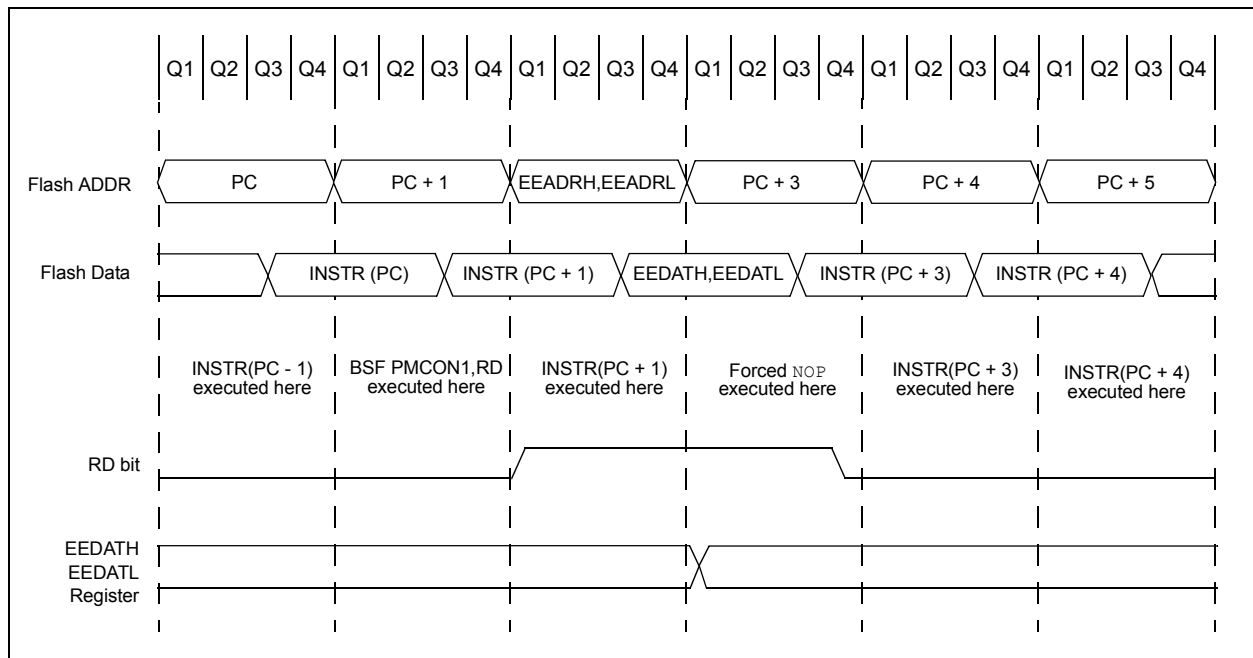 Q1 Q2 Q3 Q4 Q1 Q2 Q3 Q4 Q1 Q2 Q3 Q4 Q1 Q2 Q3 Q4 Q1 Q2 Q3 Q4 Q1 Q2 Q3 Q4
Flash ADDR PC PC + 1 EEADRH,EEADRL PC + 3 PC + 4 PC + 5
Flash Data INSTR (PC) INSTR (PC + 1) EEDATH,EEDATL INSTR (PC + 3) INSTR (PC + 4)
INSTR(PC - 1) BSF PMCON1,RD INSTR(PC + 1) Forced NOP INSTR(PC + 3) INSTR(PC + 4)
executed here executed here executed here executed here executed here executed here
RD bit
EEDATH
EEDATL
Register